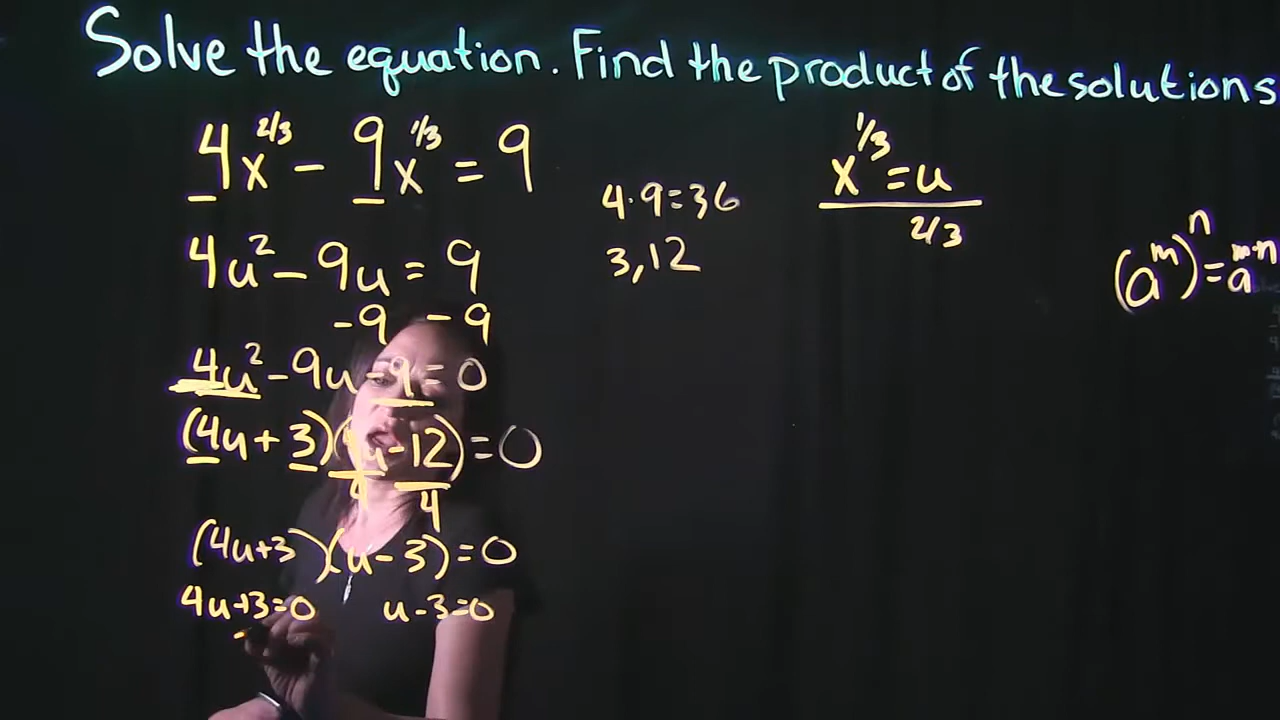 Solve the equation. Find the product of the solutions
4x^{2/3} - 9x^{1/3} = 9
4u² - 9u = 9
-9 -9
4u² - 9u - 9 = 0
(4u + 3)(4u - 12) = 0
4 4
(4u+3)(u - 3) = 0
4u+3=0 u-3=0
4·9=36
3,12
x^{1/3} = u
2/3
(a^m)^n = a^{m·n}